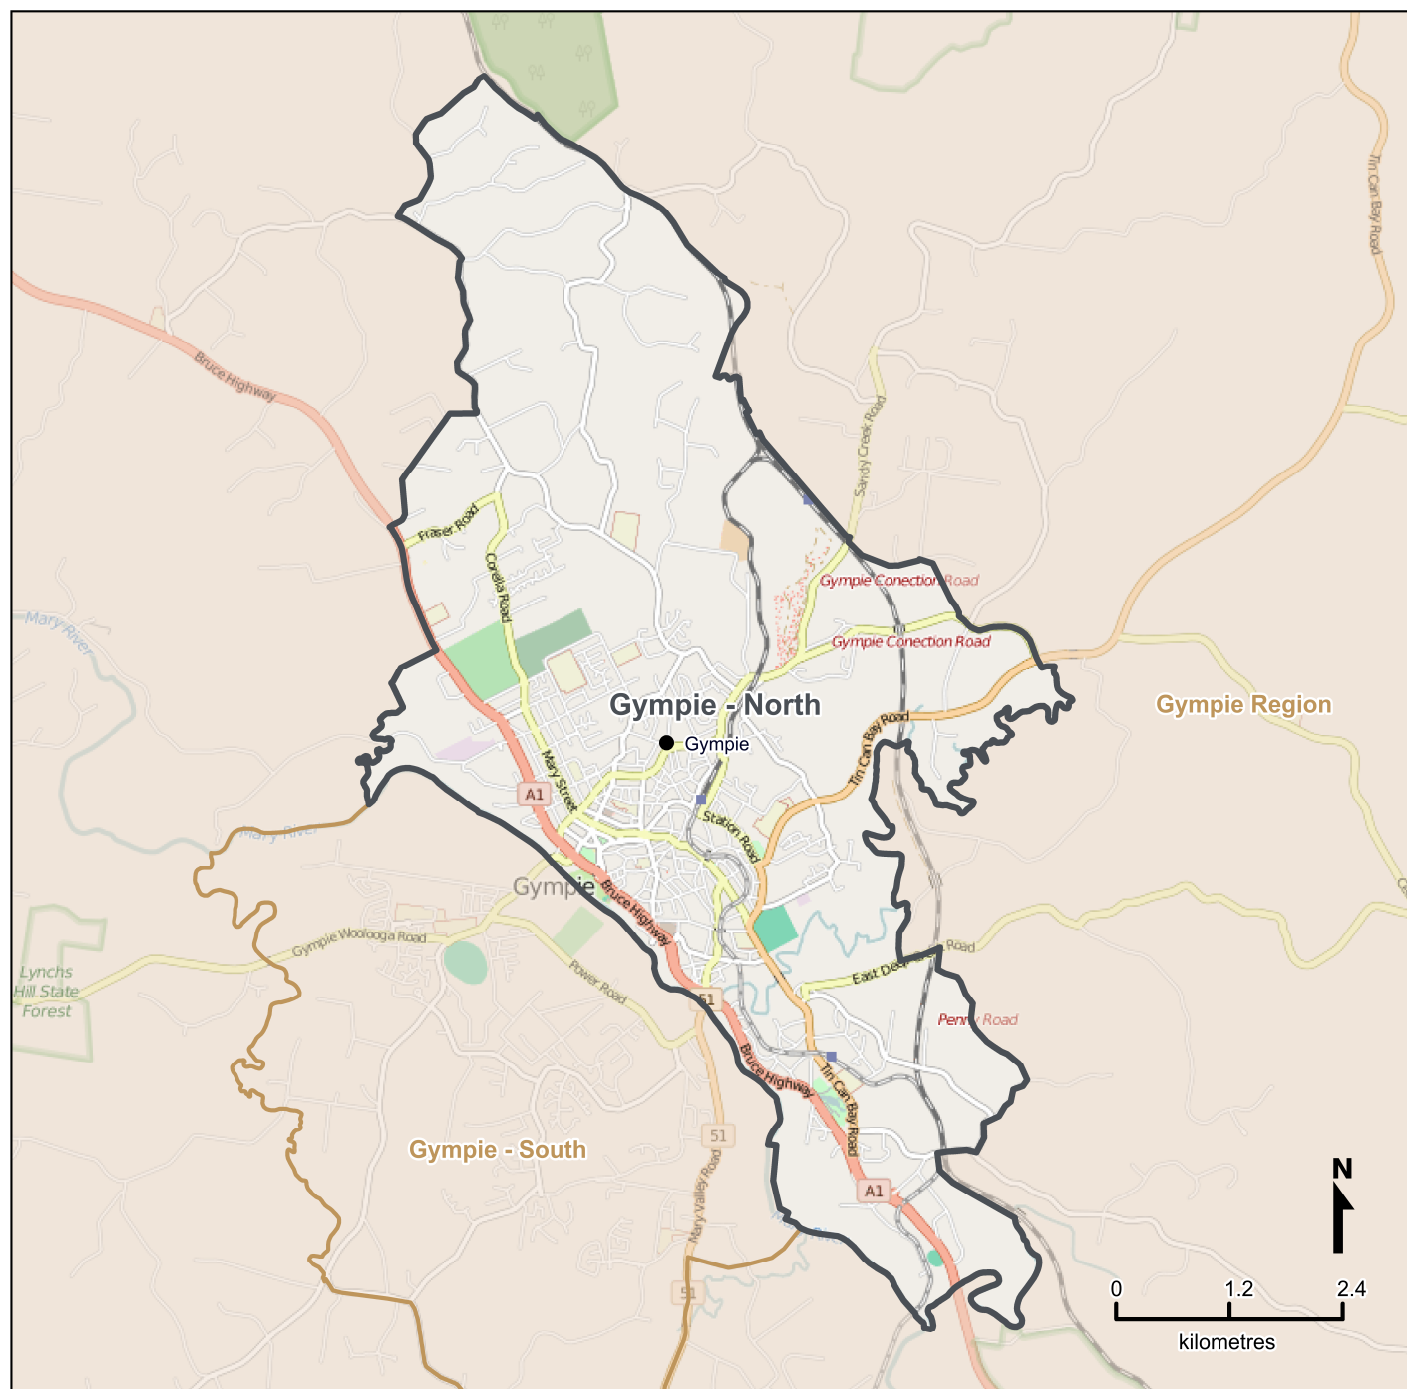 Tin Can Bay Road
Bruce Highway
Sandy Creek Road
Fraser Road
Corella Road
Gympie Conection Road
Gympie Conection Road
Mary River
Gympie - North
Gympie Region
Tin Can Bay Road
Gympie
Mary Street
A1
Station Road
Mary River
Gympie
Bruce Highway
Gympie Woolooga Road
Power Road
East Deep
Road
Lynchs
Hill State
Forest
51
Penny Road
Bruce Highway
Tin Can Bay Road
51
Gympie - South
Mary Valley Road
A1
N
51
0 1.2 2.4
kilometres